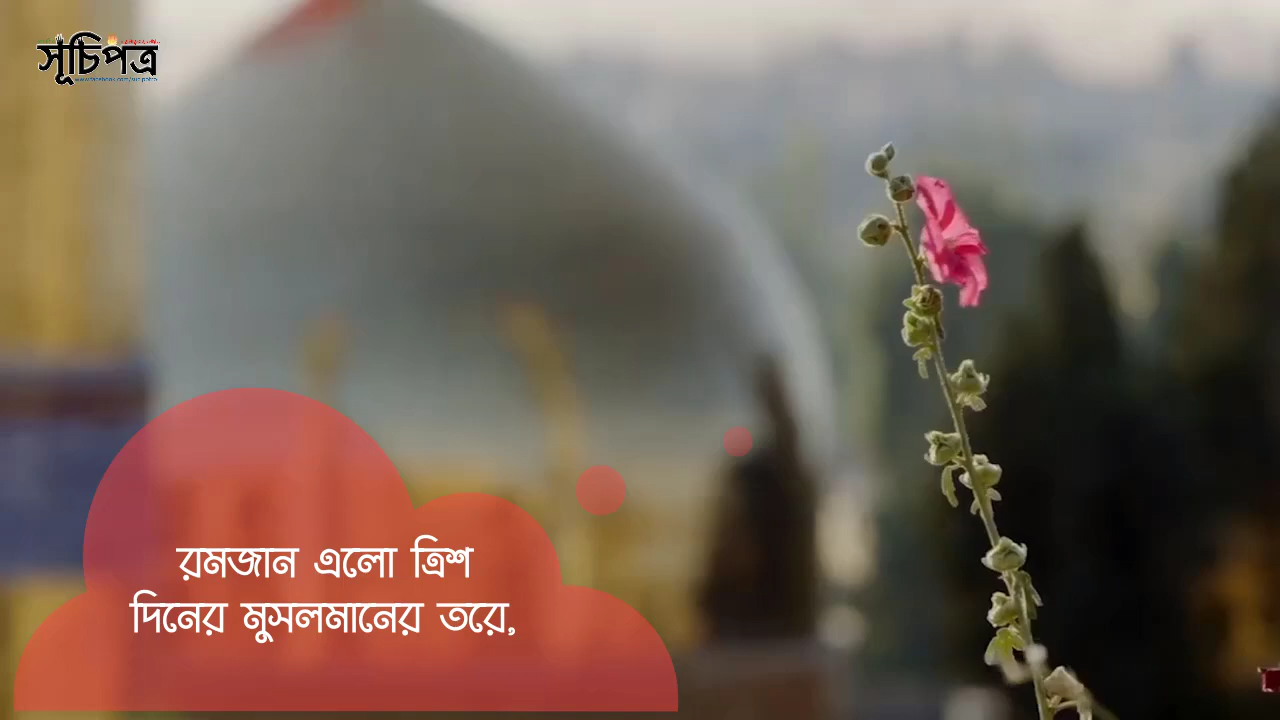 সূচিপত্র
রমজান এলো ত্রিশ
দিনের মুসলমানের তরে,